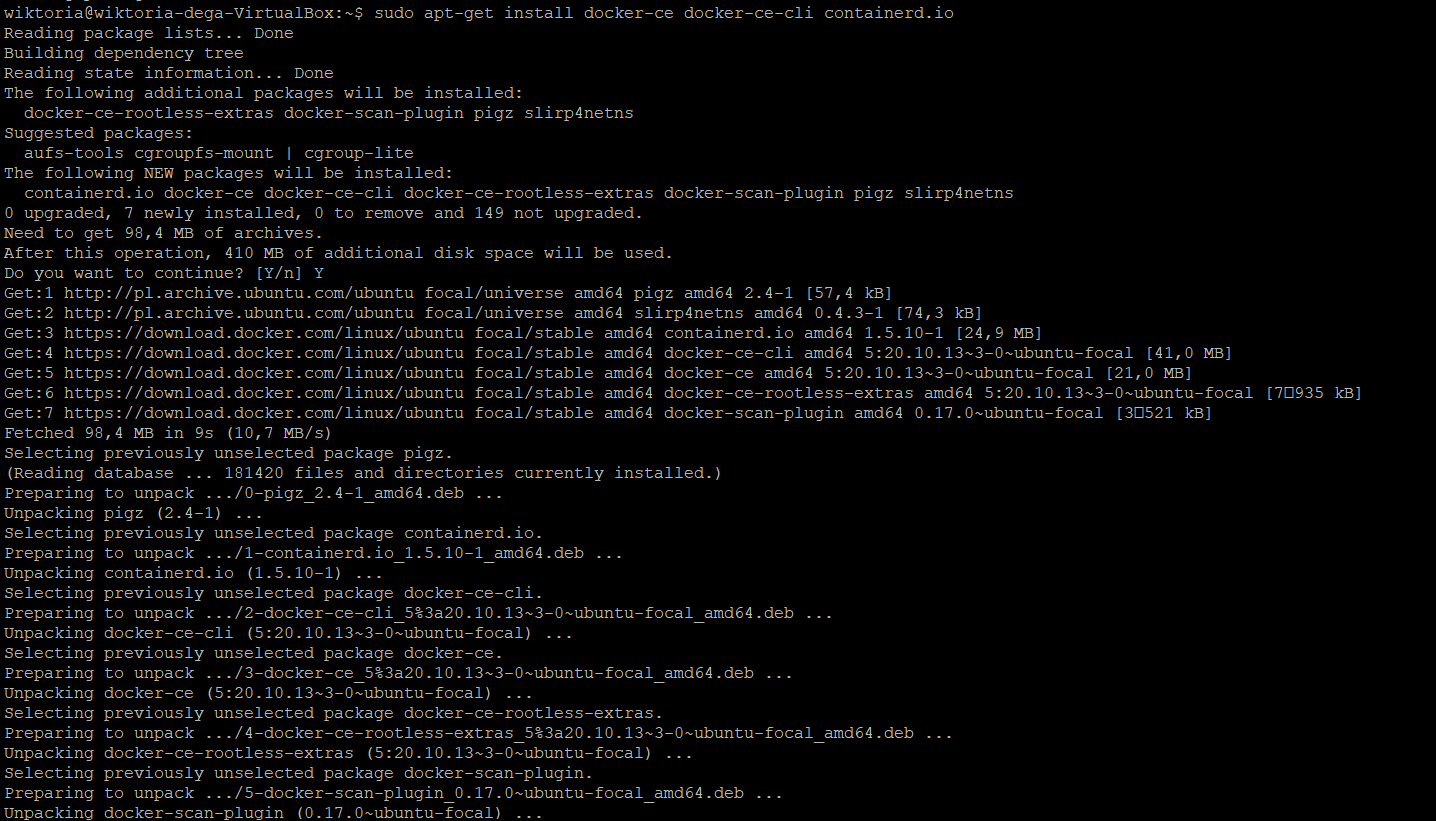 wiktoria@wiktoria-dega-VirtualBox:~$ sudo apt-get install docker-ce docker-ce-cli containerd.io
Reading package lists... Done
Building dependency tree
Reading state information... Done
The following additional packages will be installed:
  docker-ce-rootless-extras docker-scan-plugin pigz slirp4netns
Suggested packages:
  aufs-tools cgroupfs-mount | cgroup-lite
The following NEW packages will be installed:
  containerd.io docker-ce docker-ce-cli docker-ce-rootless-extras docker-scan-plugin pigz slirp4netns
0 upgraded, 7 newly installed, 0 to remove and 149 not upgraded.
Need to get 98,4 MB of archives.
After this operation, 410 MB of additional disk space will be used.
Do you want to continue? [Y/n] Y
Get:1 http://pl.archive.ubuntu.com/ubuntu focal/universe amd64 pigz amd64 2.4-1 [57,4 kB]
Get:2 http://pl.archive.ubuntu.com/ubuntu focal/universe amd64 slirp4netns amd64 0.4.3-1 [74,3 kB]
Get:3 https://download.docker.com/linux/ubuntu focal/stable amd64 containerd.io amd64 1.5.10-1 [24,9 MB]
Get:4 https://download.docker.com/linux/ubuntu focal/stable amd64 docker-ce-cli amd64 5:20.10.13~3-0~ubuntu-focal [41,0 MB]
Get:5 https://download.docker.com/linux/ubuntu focal/stable amd64 docker-ce amd64 5:20.10.13~3-0~ubuntu-focal [21,0 MB]
Get:6 https://download.docker.com/linux/ubuntu focal/stable amd64 docker-ce-rootless-extras amd64 5:20.10.13~3-0~ubuntu-focal [7□935 kB]
Get:7 https://download.docker.com/linux/ubuntu focal/stable amd64 docker-scan-plugin amd64 0.17.0~ubuntu-focal [3□521 kB]
Fetched 98,4 MB in 9s (10,7 MB/s)
Selecting previously unselected package pigz.
(Reading database ... 181420 files and directories currently installed.)
Preparing to unpack .../0-pigz_2.4-1_amd64.deb ...
Unpacking pigz (2.4-1) ...
Selecting previously unselected package containerd.io.
Preparing to unpack .../1-containerd.io_1.5.10-1_amd64.deb ...
Unpacking containerd.io (1.5.10-1) ...
Selecting previously unselected package docker-ce-cli.
Preparing to unpack .../2-docker-ce-cli_5%3a20.10.13~3-0~ubuntu-focal_amd64.deb ...
Unpacking docker-ce-cli (5:20.10.13~3-0~ubuntu-focal) ...
Selecting previously unselected package docker-ce.
Preparing to unpack .../3-docker-ce_5%3a20.10.13~3-0~ubuntu-focal_amd64.deb ...
Unpacking docker-ce (5:20.10.13~3-0~ubuntu-focal) ...
Selecting previously unselected package docker-ce-rootless-extras.
Preparing to unpack .../4-docker-ce-rootless-extras_5%3a20.10.13~3-0~ubuntu-focal_amd64.deb ...
Unpacking docker-ce-rootless-extras (5:20.10.13~3-0~ubuntu-focal) ...
Selecting previously unselected package docker-scan-plugin.
Preparing to unpack .../5-docker-scan-plugin_0.17.0~ubuntu-focal_amd64.deb ...
Unpacking docker-scan-plugin (0.17.0~ubuntu-focal) ...